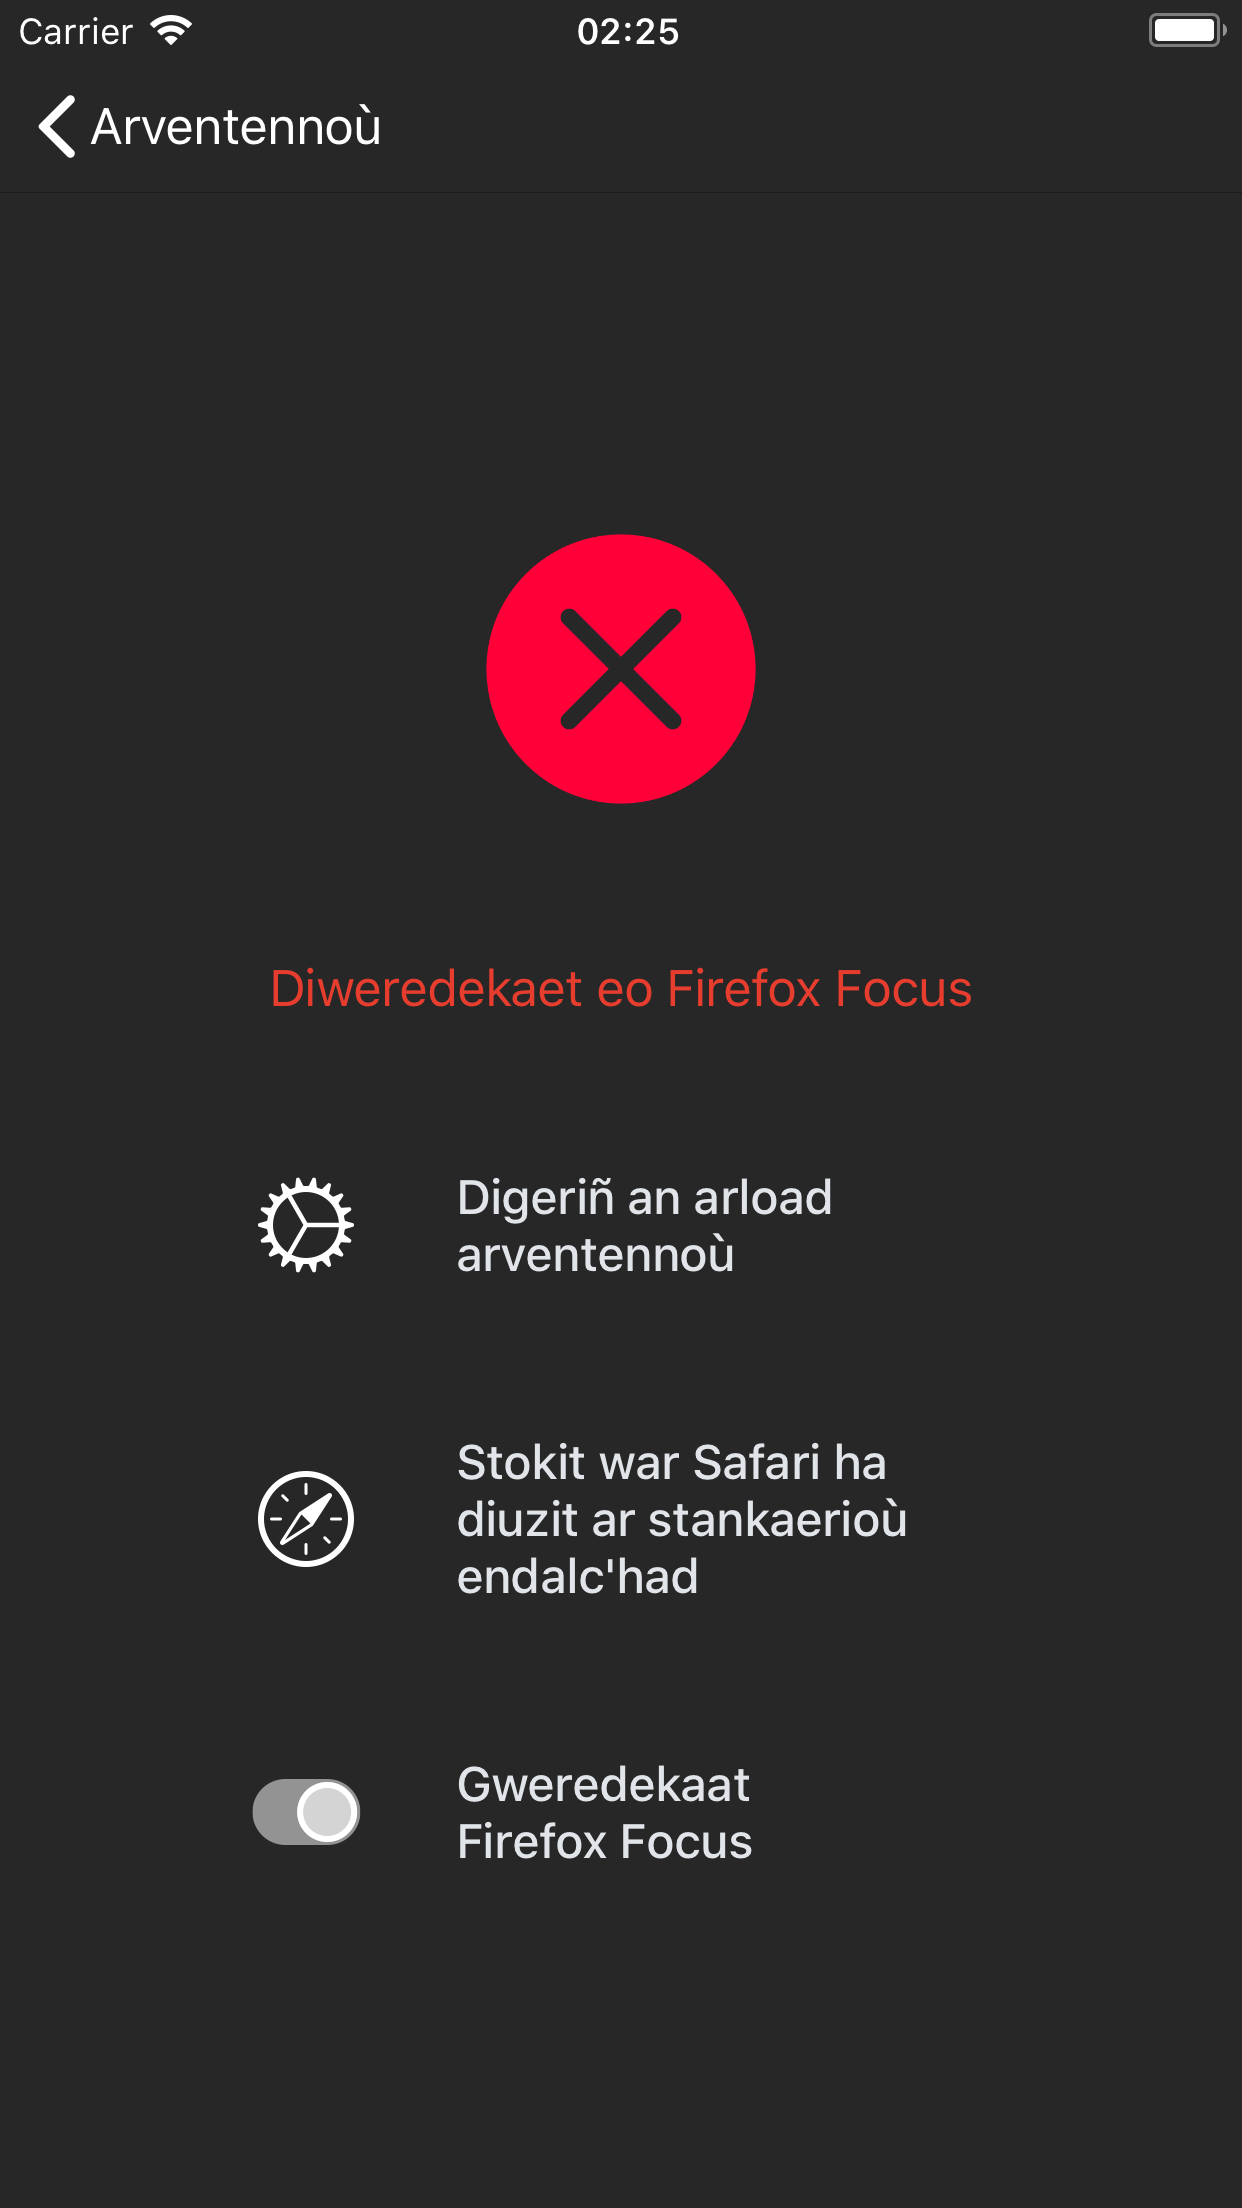 Carrier 02:25
Arventennoù
Diweredekaet eo Firefox Focus
Digeriñ an arload
arventennoù
Stokit war Safari ha
diuzit ar stankaerioù
endalc'had
Gweredekaat
Firefox Focus